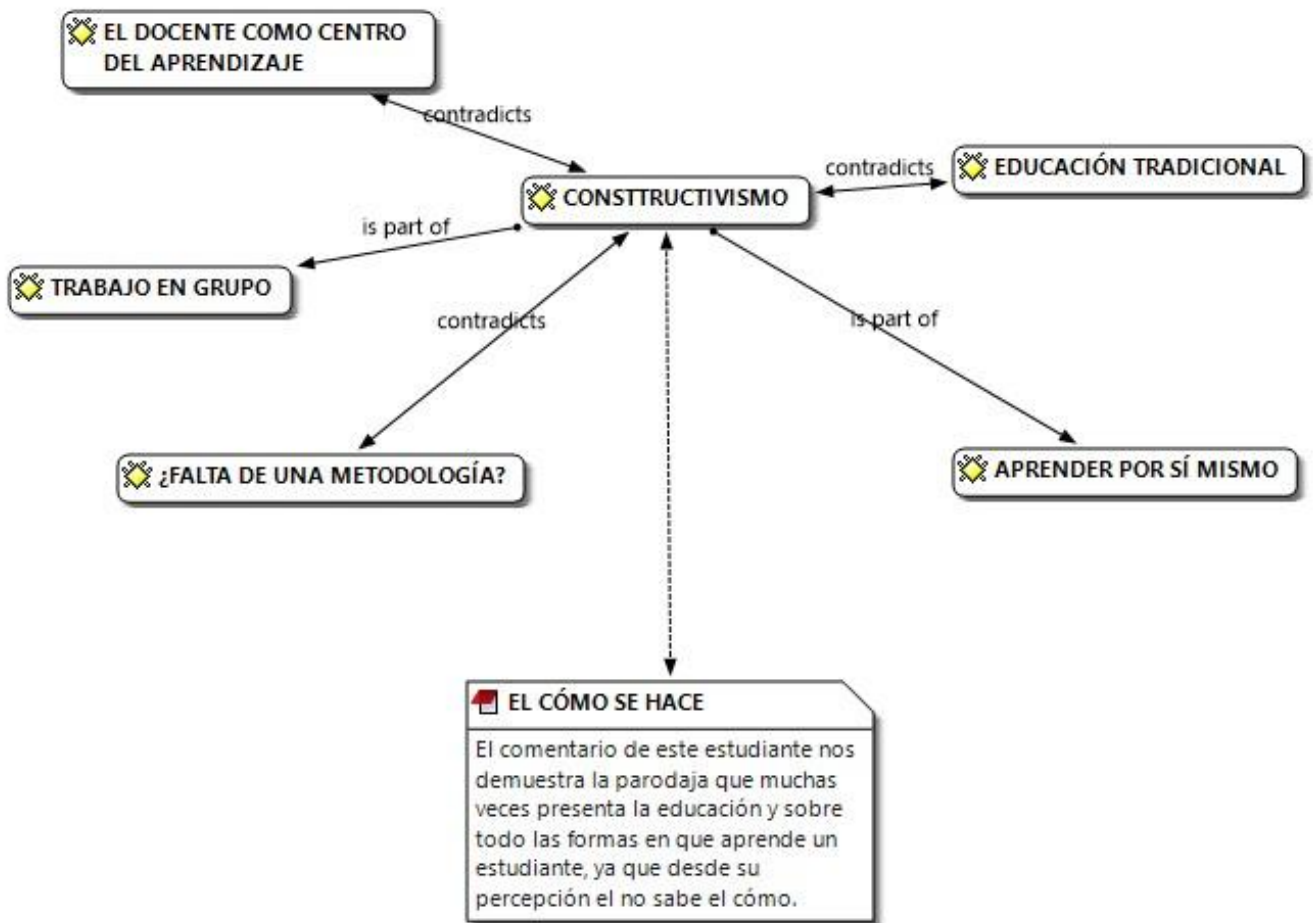 EL DOCENTE COMO CENTRO
DEL APRENDIZAJE
contradicts
contradicts
EDUCACIÓN TRADICIONAL
CONSTTRUCTIVISMO
is part of
TRABAJO EN GRUPO
contradicts
is part of
¿FALTA DE UNA METODOLOGÍA?
APRENDER POR SÍ MISMO
EL CÓMO SE HACE
El comentario de este estudiante nos
demuestra la parodaja que muchas
veces presenta la educación y sobre
todo las formas en que aprende un
estudiante, ya que desde su
percepción el no sabe el cómo.